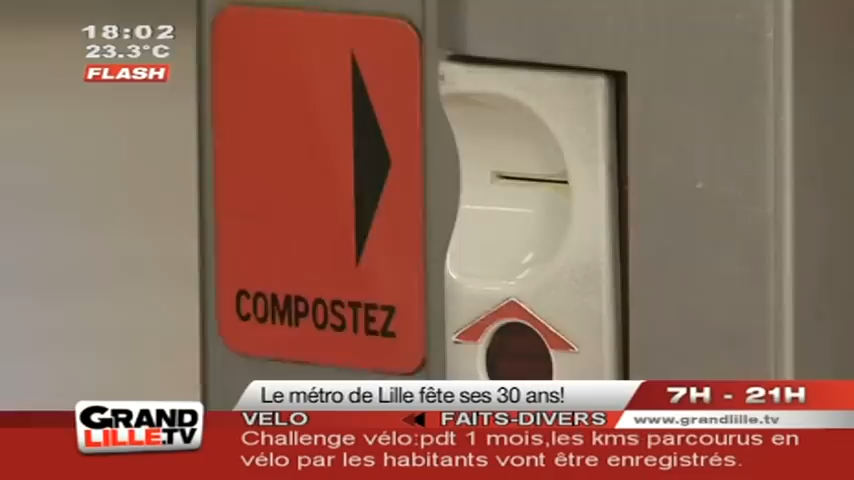 18:02
23.3°C
FLASH
COMPOSTEZ
Le métro de Lille fête ses 30 ans!
7H - 21H
GRAND
LILLE.TV
VELO
FAITS-DIVERS
www.grandlille.tv
Challenge vélo:pdt 1 mois,les kms parcourus en
vélo par les habitants vont être enregistrés.